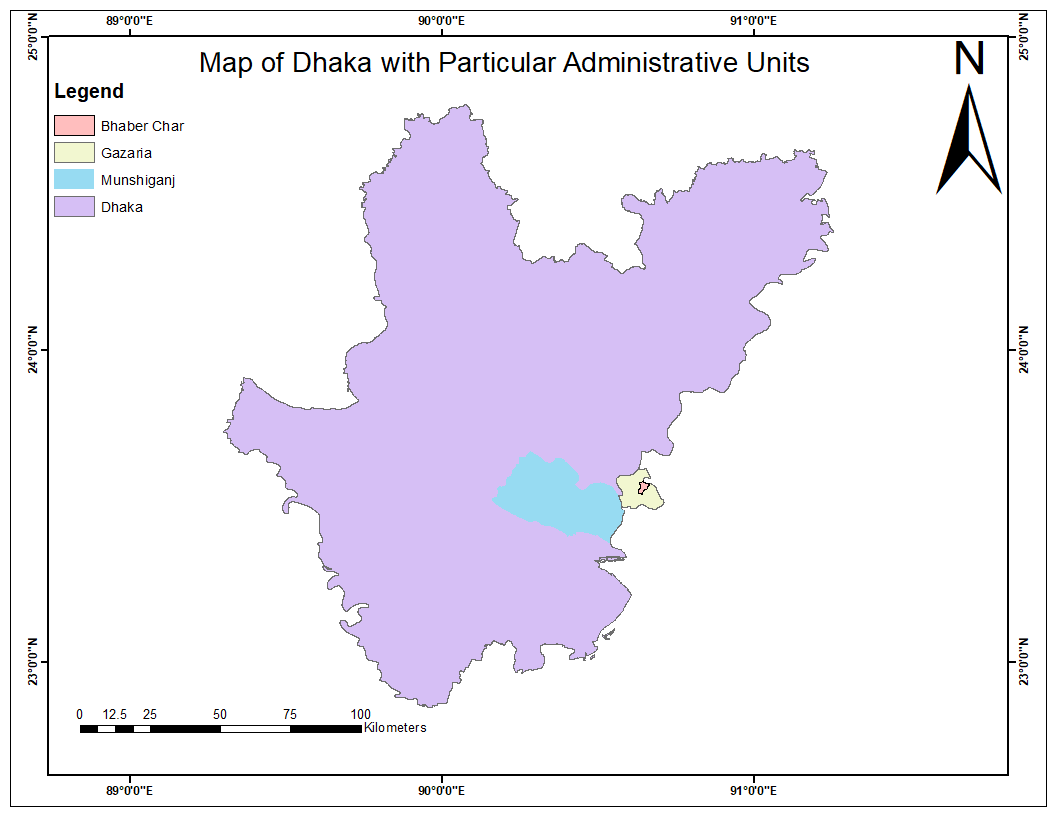 89°0'0"E 90°0'0"E 91°0'0"E
25°0'0"N 25°0'0"N
Map of Dhaka with Particular Administrative Units
N
Legend
Bhaber Char
Gazaria
Munshiganj
Dhaka
24°0'0"N 24°0'0"N
23°0'0"N 23°0'0"N
0 12.5 25 50 75 100
Kilometers
89°0'0"E 90°0'0"E 91°0'0"E